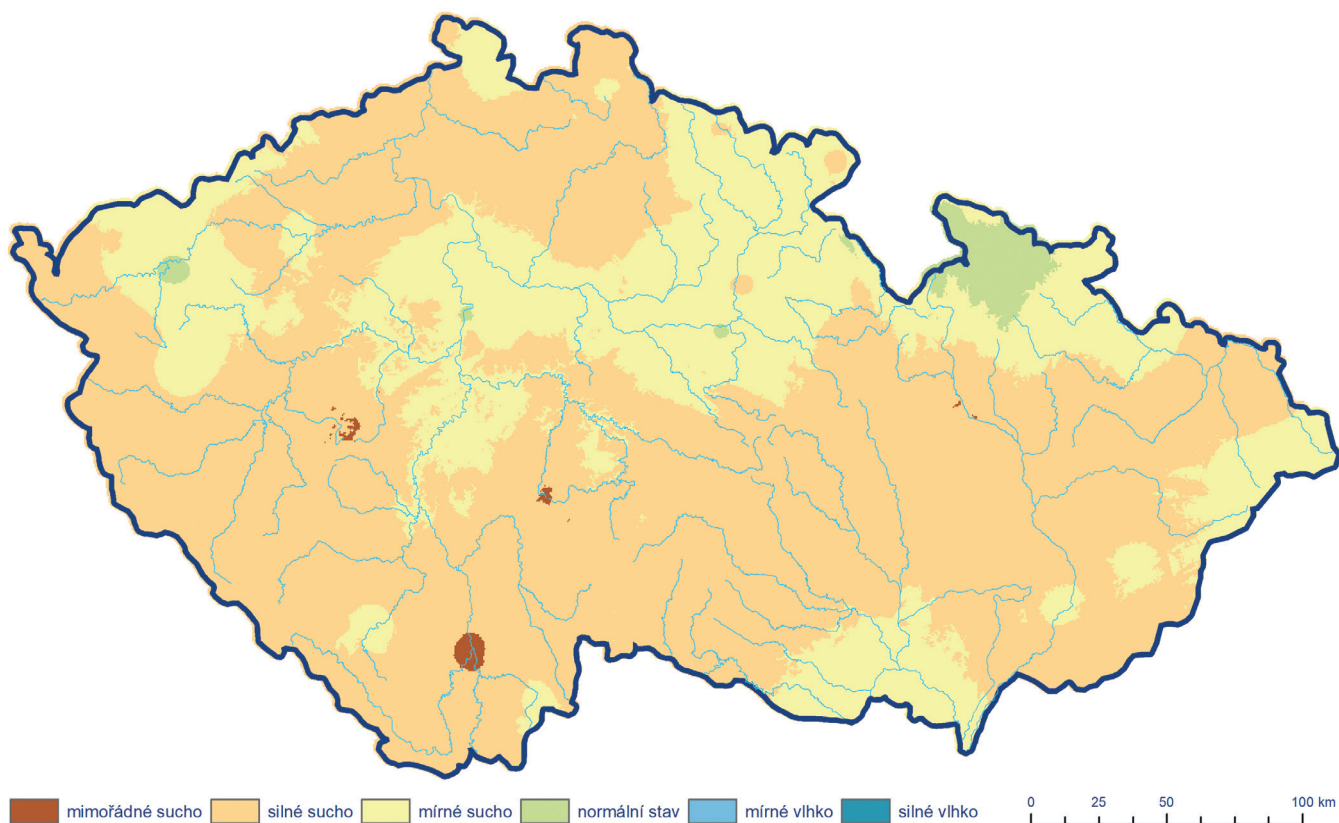 mimořádné sucho silné sucho mírné sucho normální stav mírné vlhko silné vlhko
0 25 50 100 km